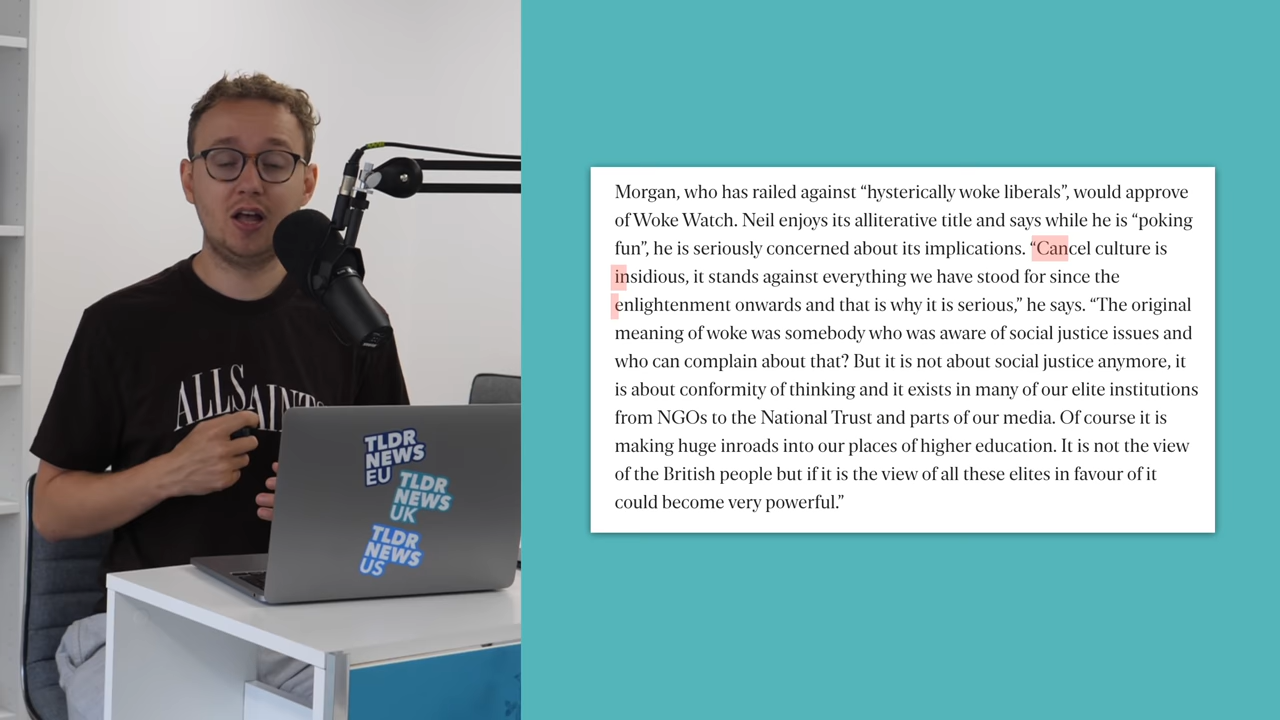 ALLSAINTS
TLDR
NEWS
EU
TLDR
NEWS
UK
TLDR
NEWS
US
Morgan, who has railed against “hysterically woke liberals”, would approve
of Woke Watch. Neil enjoys its alliterative title and says while he is “poking
fun”, he is seriously concerned about its implications. “Cancel culture is
insidious, it stands against everything we have stood for since the
enlightenment onwards and that is why it is serious,” he says. “The original
meaning of woke was somebody who was aware of social justice issues and
who can complain about that? But it is not about social justice anymore, it
is about conformity of thinking and it exists in many of our elite institutions
from NGOs to the National Trust and parts of our media. Of course it is
making huge inroads into our places of higher education. It is not the view
of the British people but if it is the view of all these elites in favour of it
could become very powerful.”